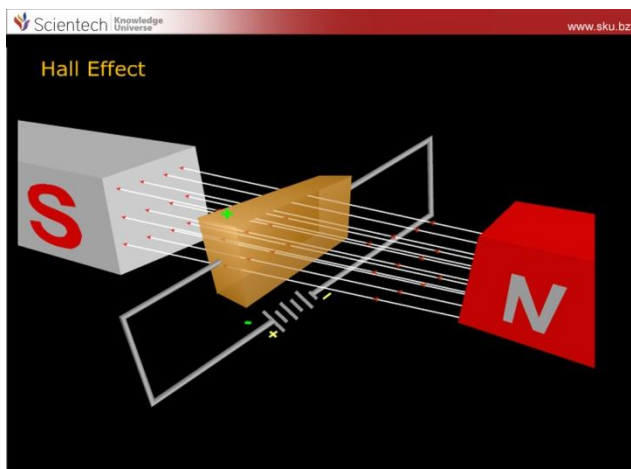 Scientech Knowledge Universe www.sku.bz
Hall Effect
S
+
N
-
-
+